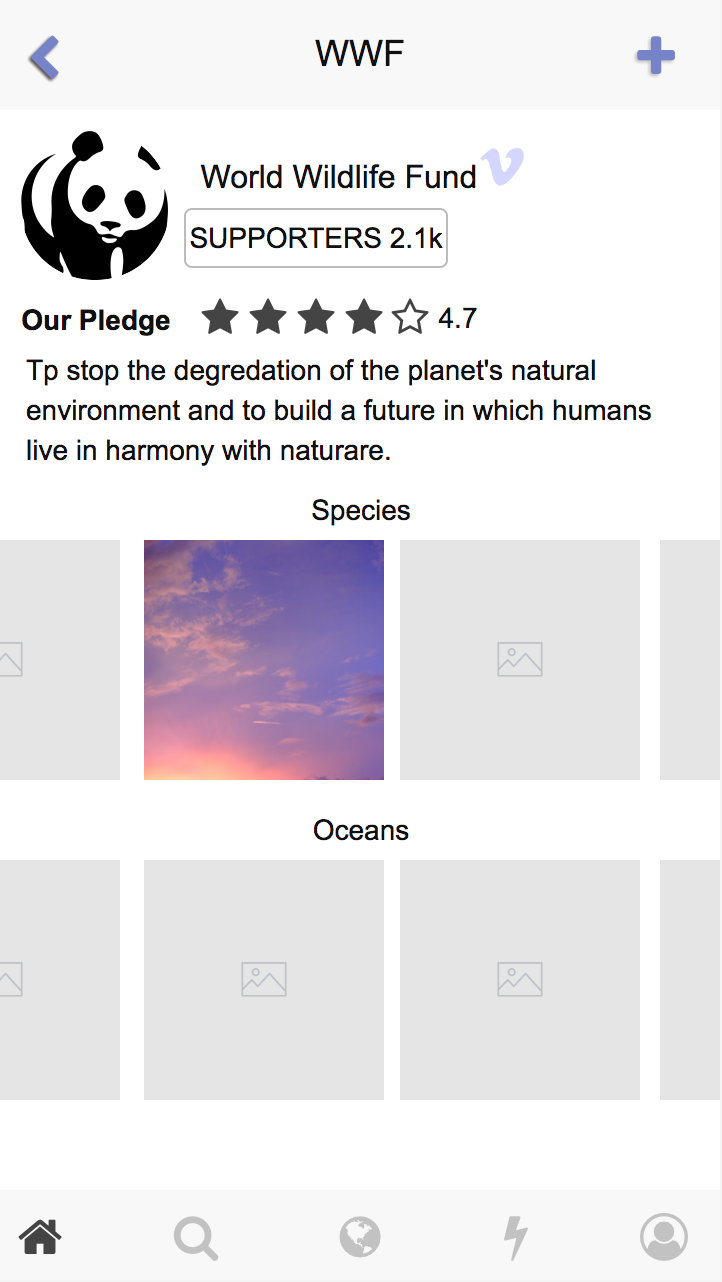 WWF
World Wildlife Fund
SUPPORTERS 2.1k
Our Pledge 4.7
Tp stop the degredation of the planet's natural
environment and to build a future in which humans
live in harmony with naturare.
Species
Oceans